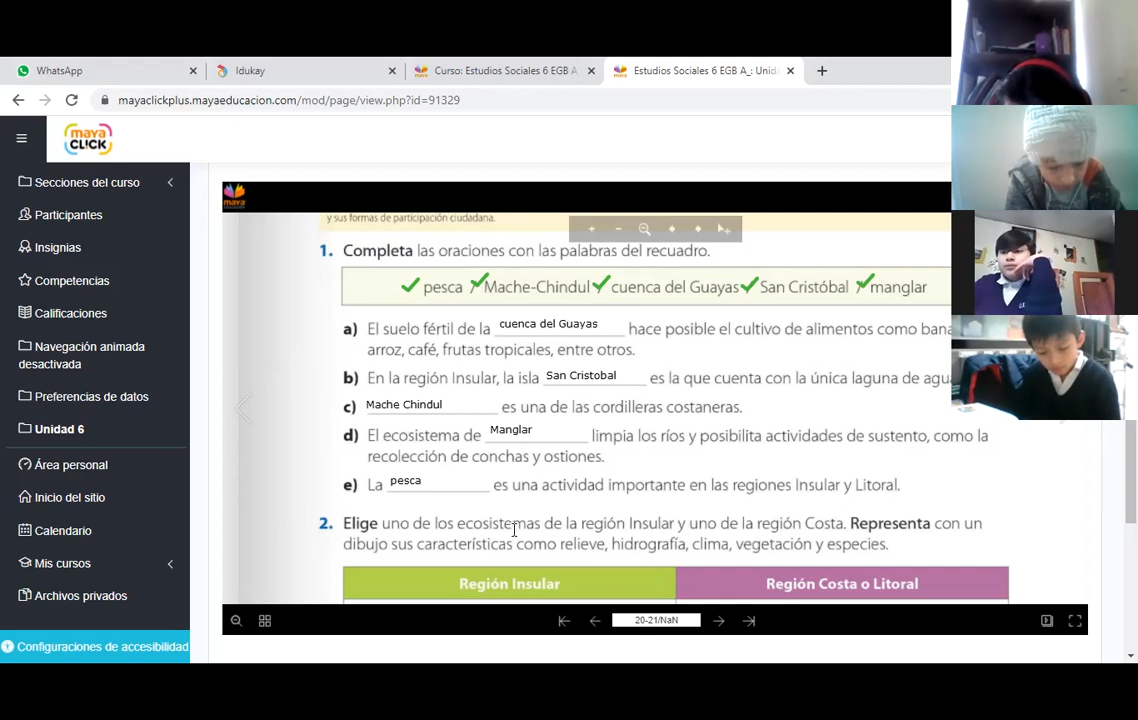 WhatsApp
Idukay
Curso: Estudios Sociales 6 EGB A
Estudios Sociales 6 EGB A_: Unid
mayaclickplus.mayaeducacion.com/mod/page/view.php?id=91329
maya
CLICK
Secciones del curso
Participantes
Insignias
Competencias
Calificaciones
Navegación animada
desactivada
Preferencias de datos
Unidad 6
Área personal
Inicio del sitio
Calendario
Mis cursos
Archivos privados
Configuraciones de accesibilidad
maya
y sus formas de participación ciudadana.
1. Completa las oraciones con las palabras del recuadro.
pesca / Mache-Chindul / cuenca del Guayas / San Cristóbal / manglar
a) El suelo fértil de la cuenca del Guayas hace posible el cultivo de alimentos como bana
arroz, café, frutas tropicales, entre otros.
b) En la región Insular, la isla San Cristobal es la que cuenta con la única laguna de agu
c) Mache Chindul es una de las cordilleras costaneras.
d) El ecosistema de Manglar limpia los ríos y posibilita actividades de sustento, como la
recolección de conchas y ostiones.
e) La pesca es una actividad importante en las regiones Insular y Litoral.
2. Elige uno de los ecosistemas de la región Insular y uno de la región Costa. Representa con un
dibujo sus características como relieve, hidrografía, clima, vegetación y especies.
Región Insular
Región Costa o Litoral
20-21/NaN